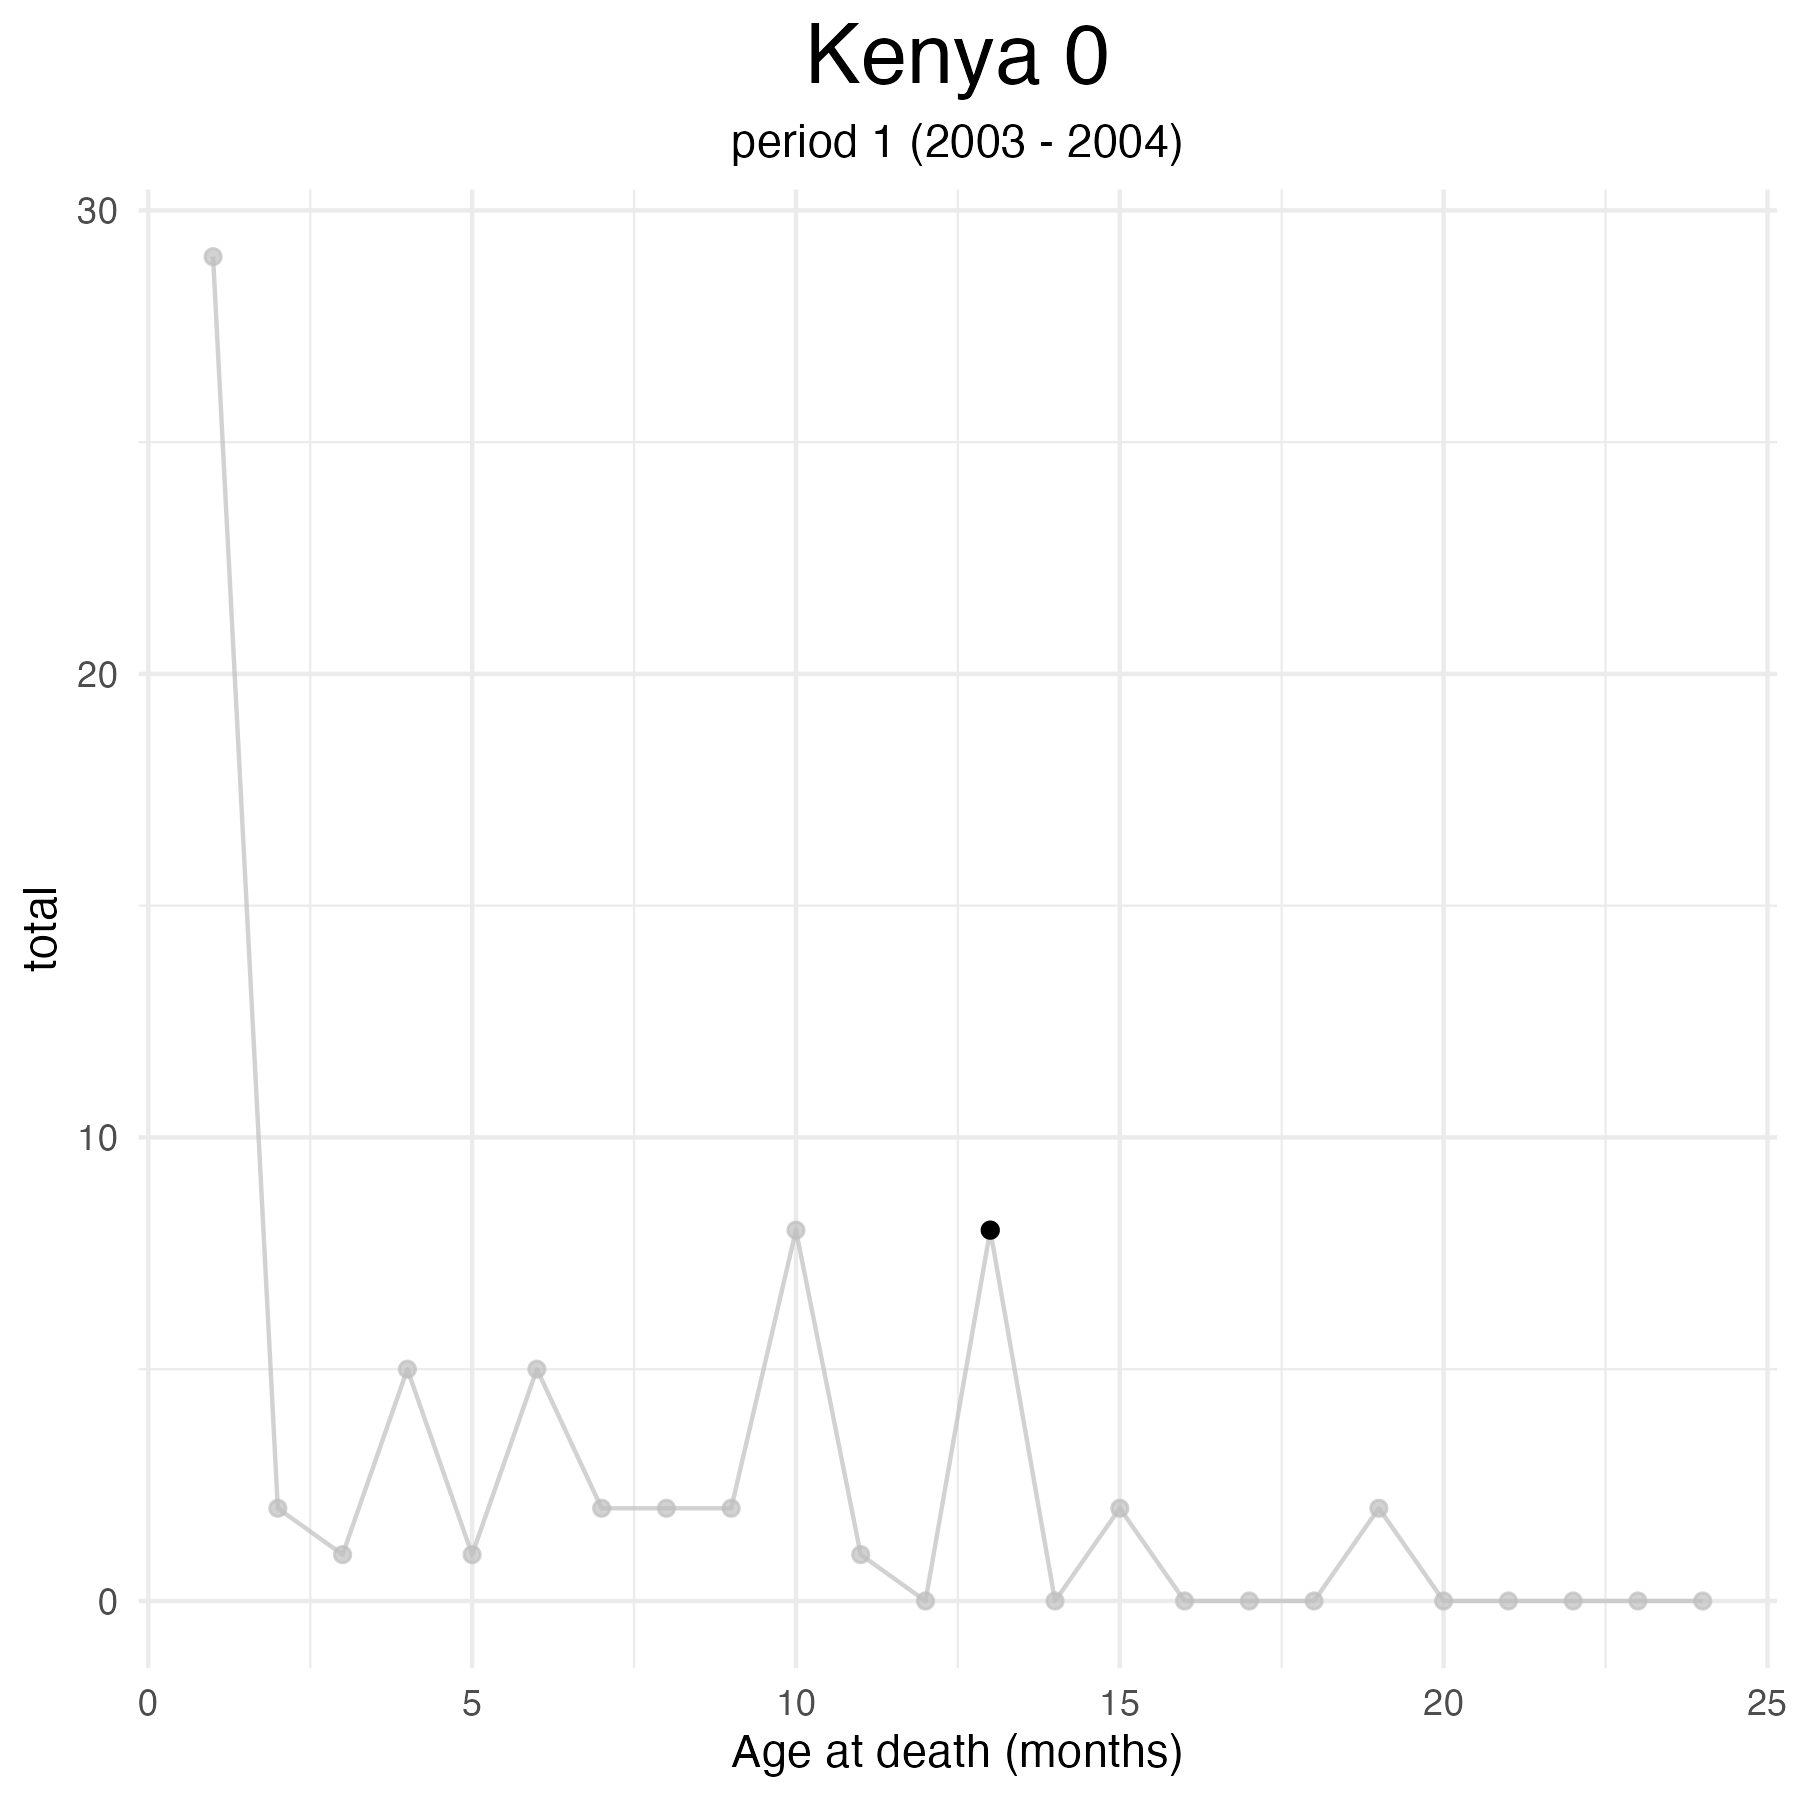 Kenya 0
period 1 (2003 - 2004)
total
30
20
10
0
0 5 10 15 20 25
Age at death (months)